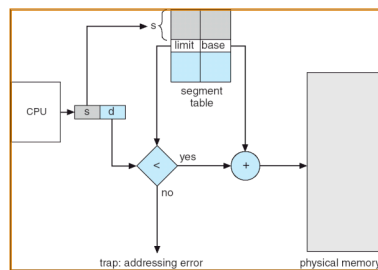 s
limit base
segment
table
CPU
s d
<
yes
+
no
trap: addressing error
physical memory